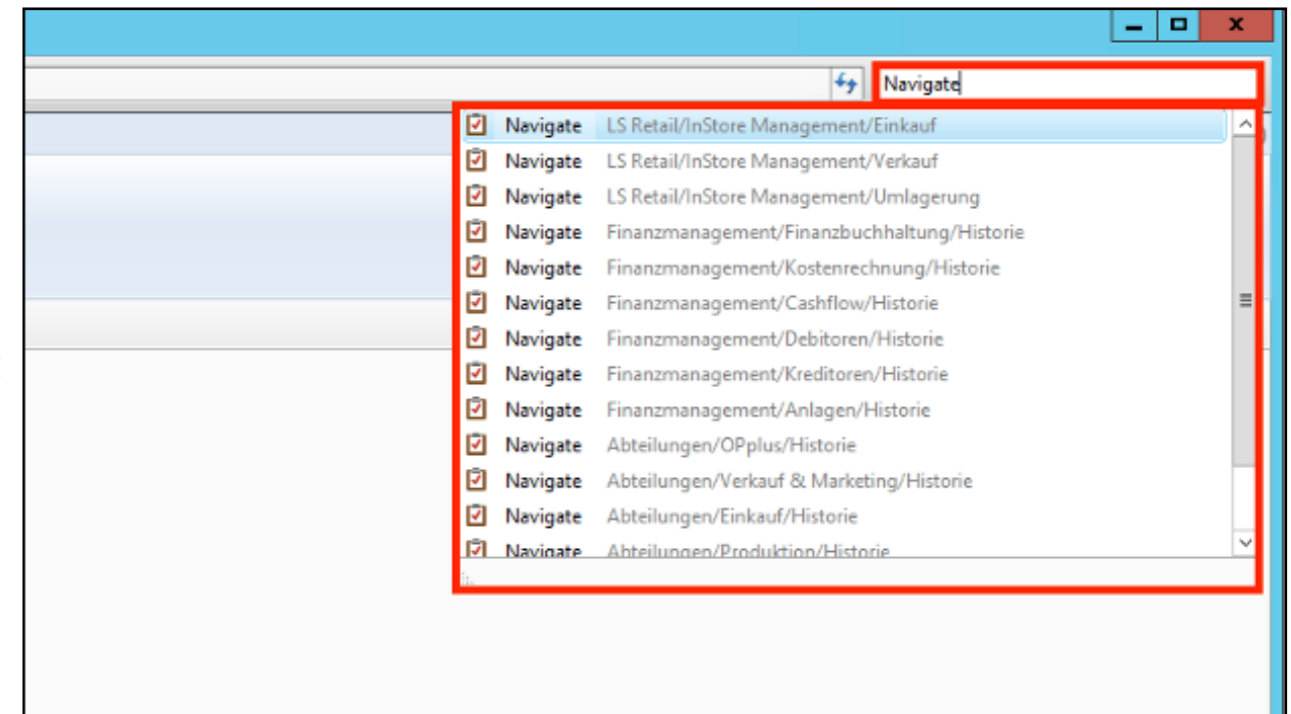 Navigate
Navigate LS Retail/InStore Management/Einkauf
Navigate LS Retail/InStore Management/Verkauf
Navigate LS Retail/InStore Management/Umlagerung
Navigate Finanzmanagement/Finanzbuchhaltung/Historie
Navigate Finanzmanagement/Kostenrechnung/Historie
Navigate Finanzmanagement/Cashflow/Historie
Navigate Finanzmanagement/Debitoren/Historie
Navigate Finanzmanagement/Kreditoren/Historie
Navigate Finanzmanagement/Anlagen/Historie
Navigate Abteilungen/OPplus/Historie
Navigate Abteilungen/Verkauf & Marketing/Historie
Navigate Abteilungen/Einkauf/Historie
Navigate Abteilungen/Produktion/Historie